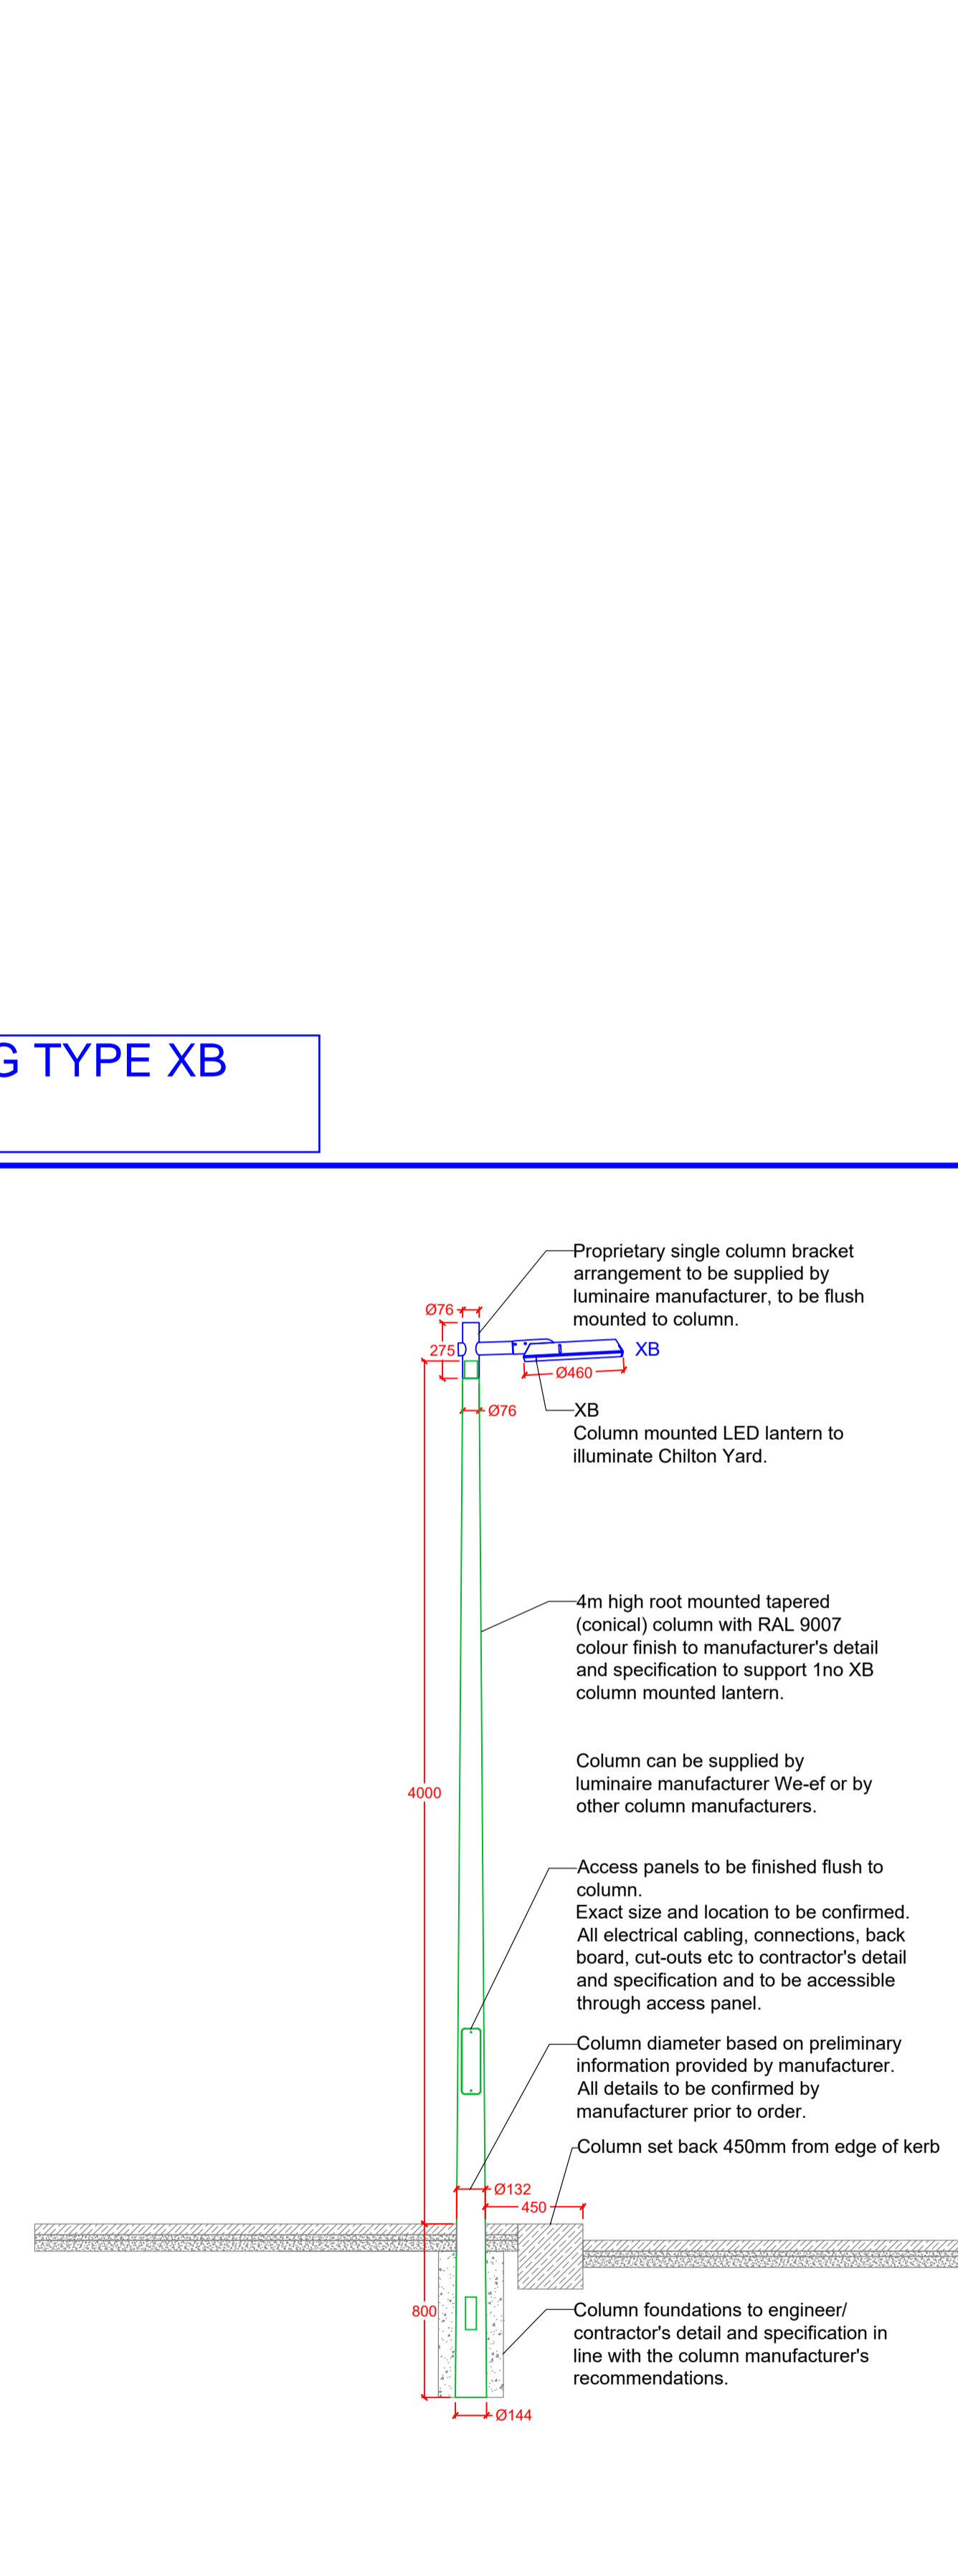 G TYPE XB
Proprietary single column bracket
arrangement to be supplied by
luminaire manufacturer, to be flush
mounted to column.
Ø76
275
XB
Ø460
Ø76
XB
Column mounted LED lantern to
illuminate Chilton Yard.
4m high root mounted tapered
(conical) column with RAL 9007
colour finish to manufacturer's detail
and specification to support 1no XB
column mounted lantern.
Column can be supplied by
luminaire manufacturer We-ef or by
other column manufacturers.
4000
Access panels to be finished flush to
column.
Exact size and location to be confirmed.
All electrical cabling, connections, back
board, cut-outs etc to contractor's detail
and specification and to be accessible
through access panel.
Column diameter based on preliminary
information provided by manufacturer.
All details to be confirmed by
manufacturer prior to order.
Column set back 450mm from edge of kerb
Ø132
450
800
Column foundations to engineer/
contractor's detail and specification in
line with the column manufacturer's
recommendations.
Ø144